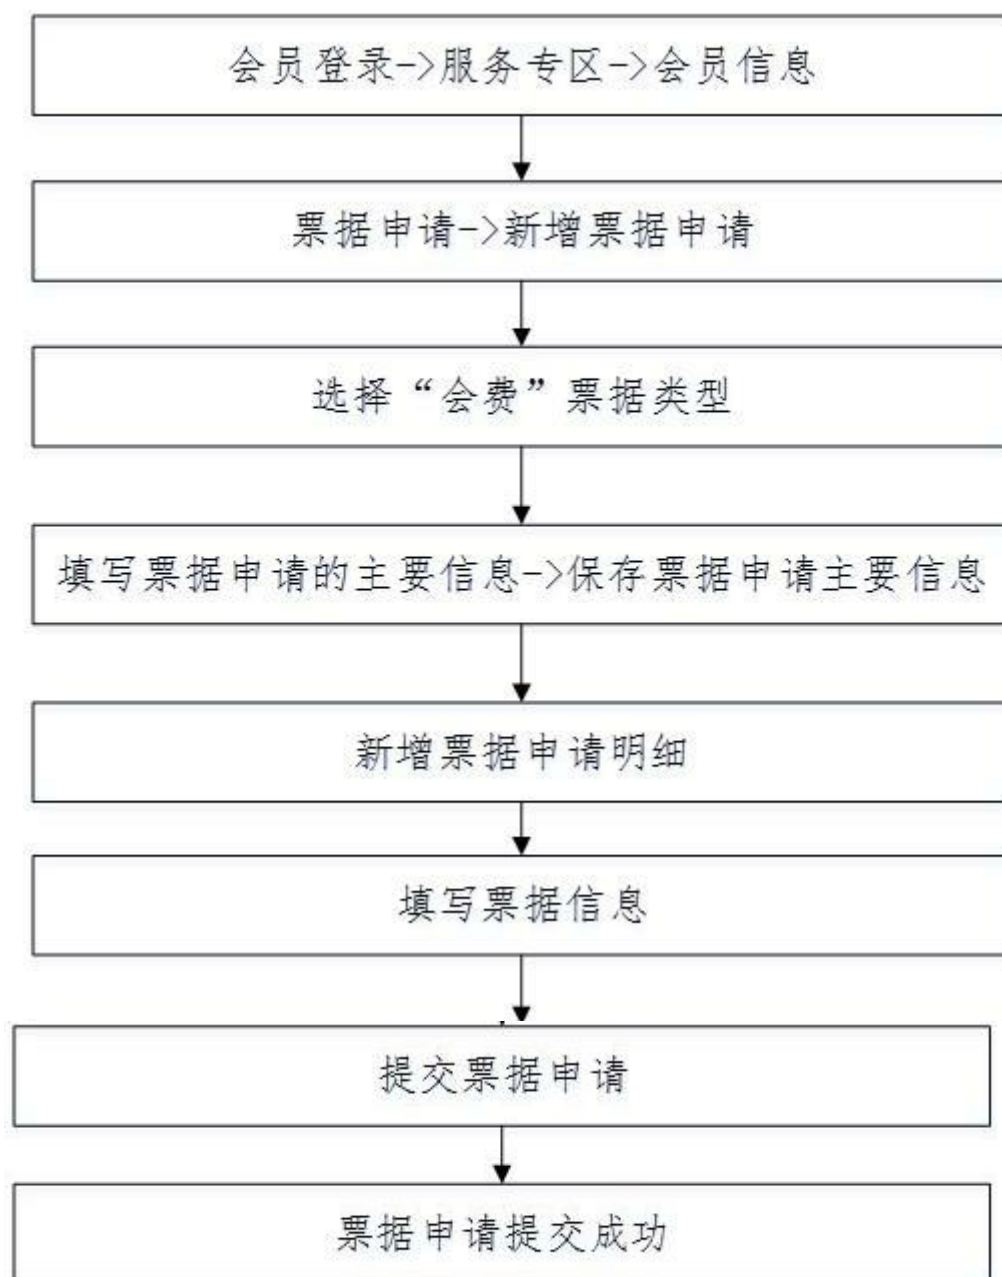 会员登录->服务专区->会员信息
票据申请->新增票据申请
选择“会费”票据类型
填写票据申请的主要信息->保存票据申请主要信息
新增票据申请明细
填写票据信息
提交票据申请
票据申请提交成功